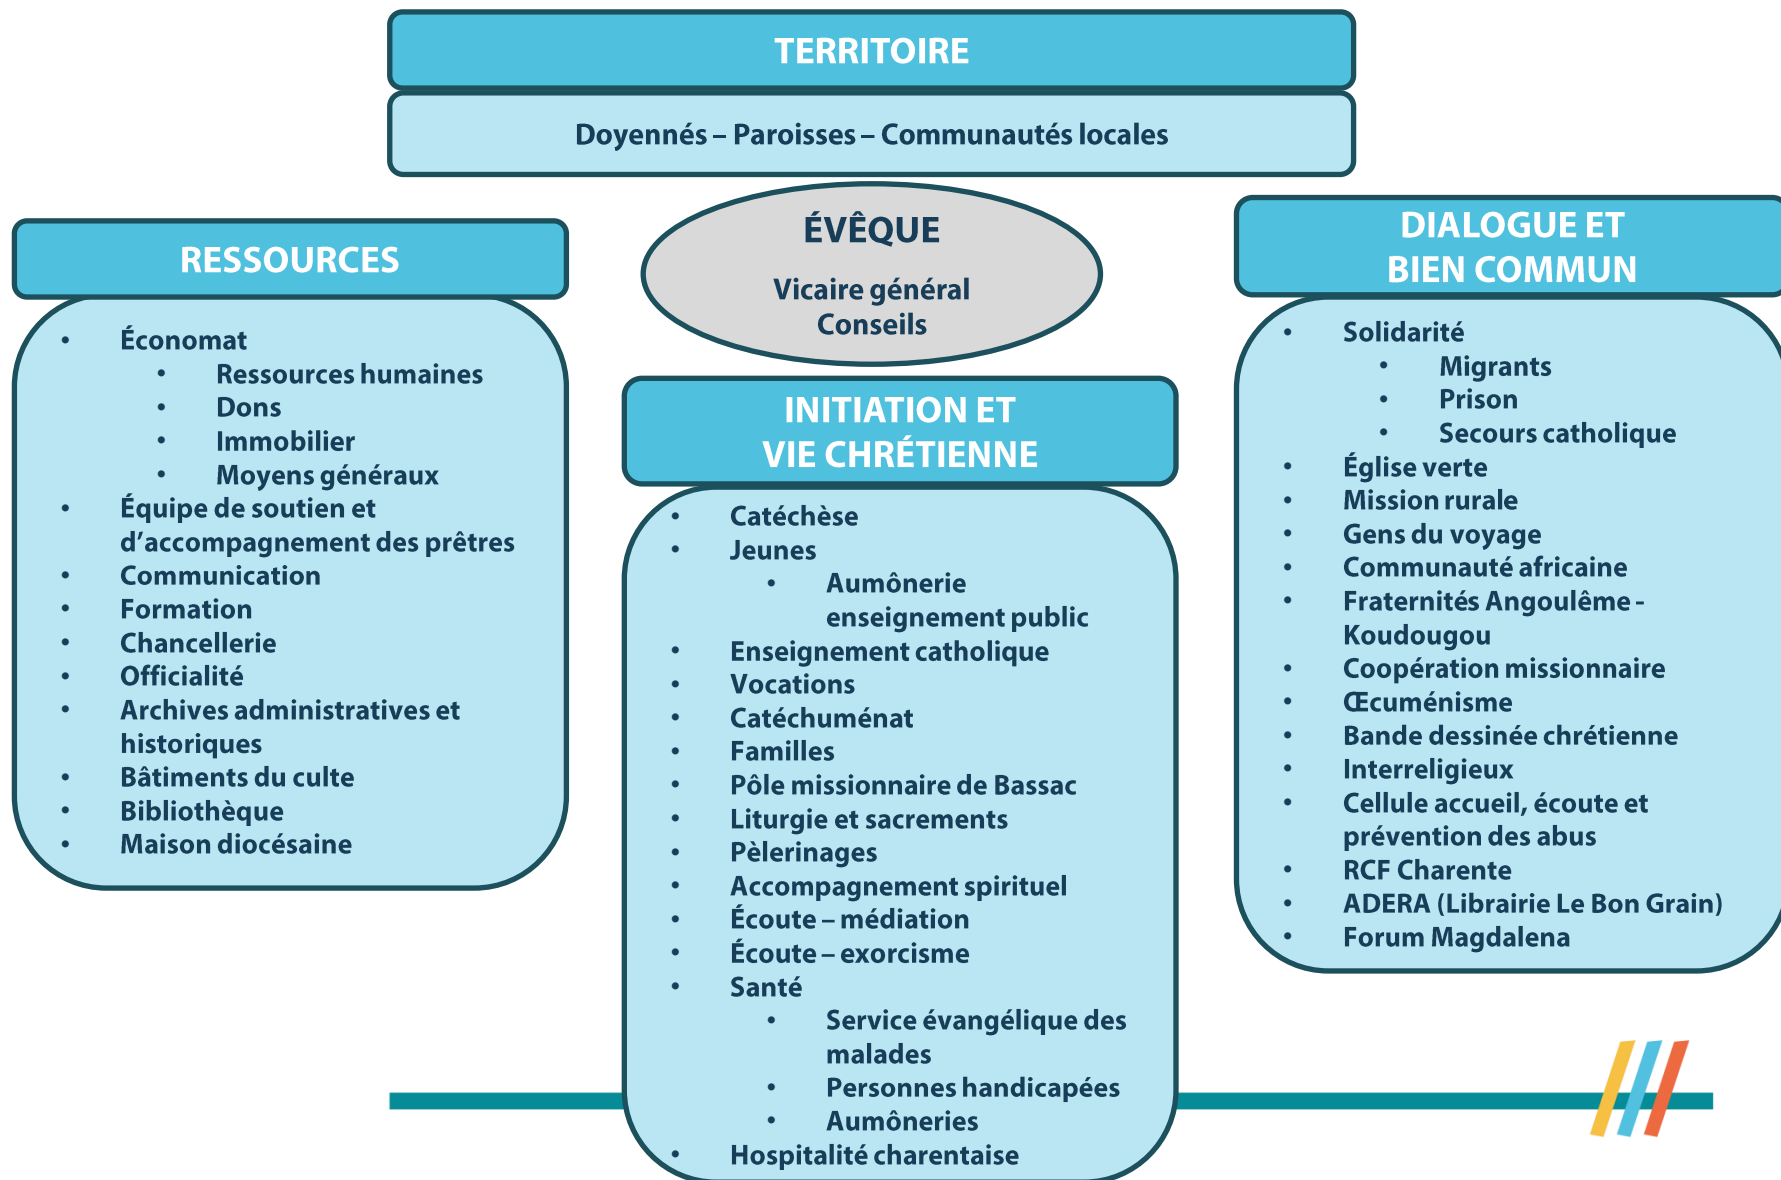 TERRITOIRE
Doyennés – Paroisses – Communautés locales
ÉVÊQUE
Vicaire général
Conseils
RESSOURCES
• Économat
• Ressources humaines
• Dons
• Immobilier
• Moyens généraux
• Équipe de soutien et
d’accompagnement des prêtres
• Communication
• Formation
• Chancellerie
• Officialité
• Archives administratives et
historiques
• Bâtiments du culte
• Bibliothèque
• Maison diocésaine
INITIATION ET
VIE CHRÉTIENNE
• Catéchèse
• Jeunes
• Aumônerie
enseignement public
• Enseignement catholique
• Vocations
• Catéchuménat
• Familles
• Pôle missionnaire de Bassac
• Liturgie et sacrements
• Pèlerinages
• Accompagnement spirituel
• Écoute – médiation
• Écoute – exorcisme
• Santé
• Service évangélique des
malades
• Personnes handicapées
• Aumôneries
• Hospitalité charentaise
DIALOGUE ET
BIEN COMMUN
• Solidarité
• Migrants
• Prison
• Secours catholique
• Église verte
• Mission rurale
• Gens du voyage
• Communauté africaine
• Fraternités Angoulême -
Koudougou
• Coopération missionnaire
• Œcuménisme
• Bande dessinée chrétienne
• Interreligieux
• Cellule accueil, écoute et
prévention des abus
• RCF Charente
• ADERA (Librairie Le Bon Grain)
• Forum Magdalena